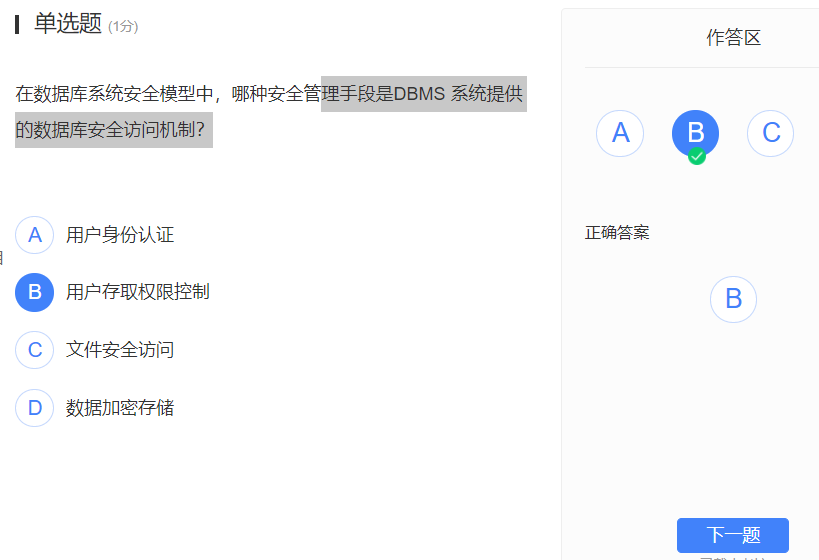 单选题 (1分)
在数据库系统安全模型中，哪种安全管理手段是DBMS 系统提供
的数据库安全访问机制？
A 用户身份认证
B 用户存取权限控制
C 文件安全访问
D 数据加密存储
作答区
A B C
正确答案
B
下一题